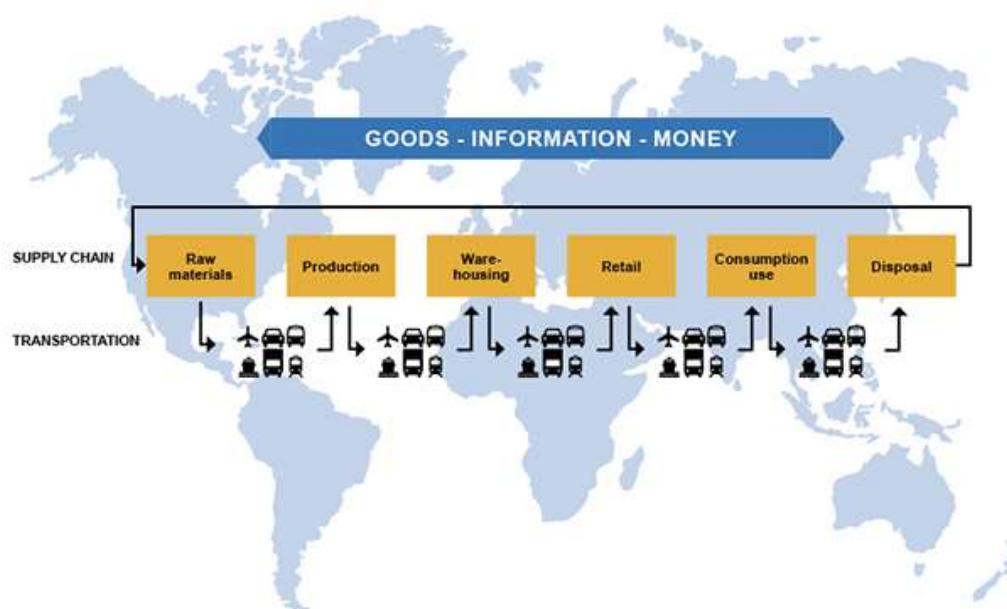 GOODS - INFORMATION - MONEY
SUPPLY CHAIN
Raw
materials
Production
Ware-
housing
Retail
Consumption
use
Disposal
TRANSPORTATION